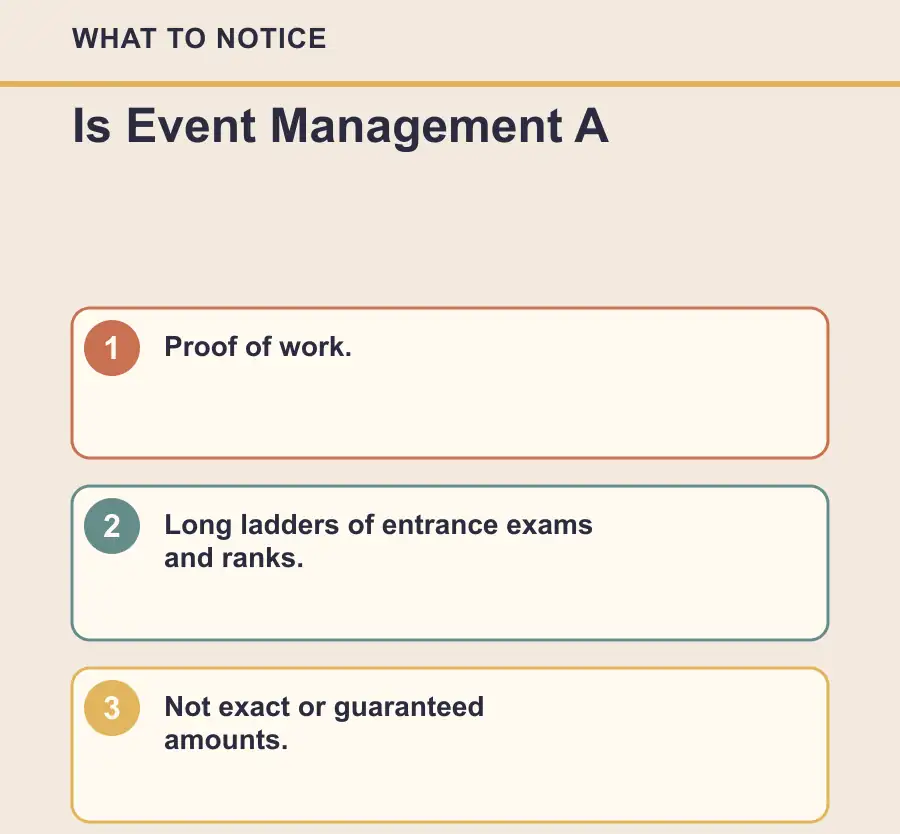 WHAT TO NOTICE
Is Event Management A
1
Proof of work.
2
Long ladders of entrance exams
and ranks.
3
Not exact or guaranteed
amounts.